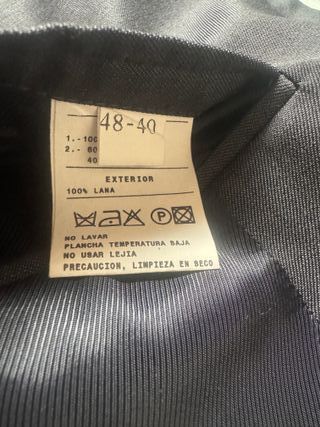 48-40
1.-100
2.- 60
40
EXTERIOR
100% LANA
P
NO LAVAR
PLANCHA TEMPERATURA BAJA
NO USAR LEJIA
PRECAUCION, LIMPIEZA EN SECO